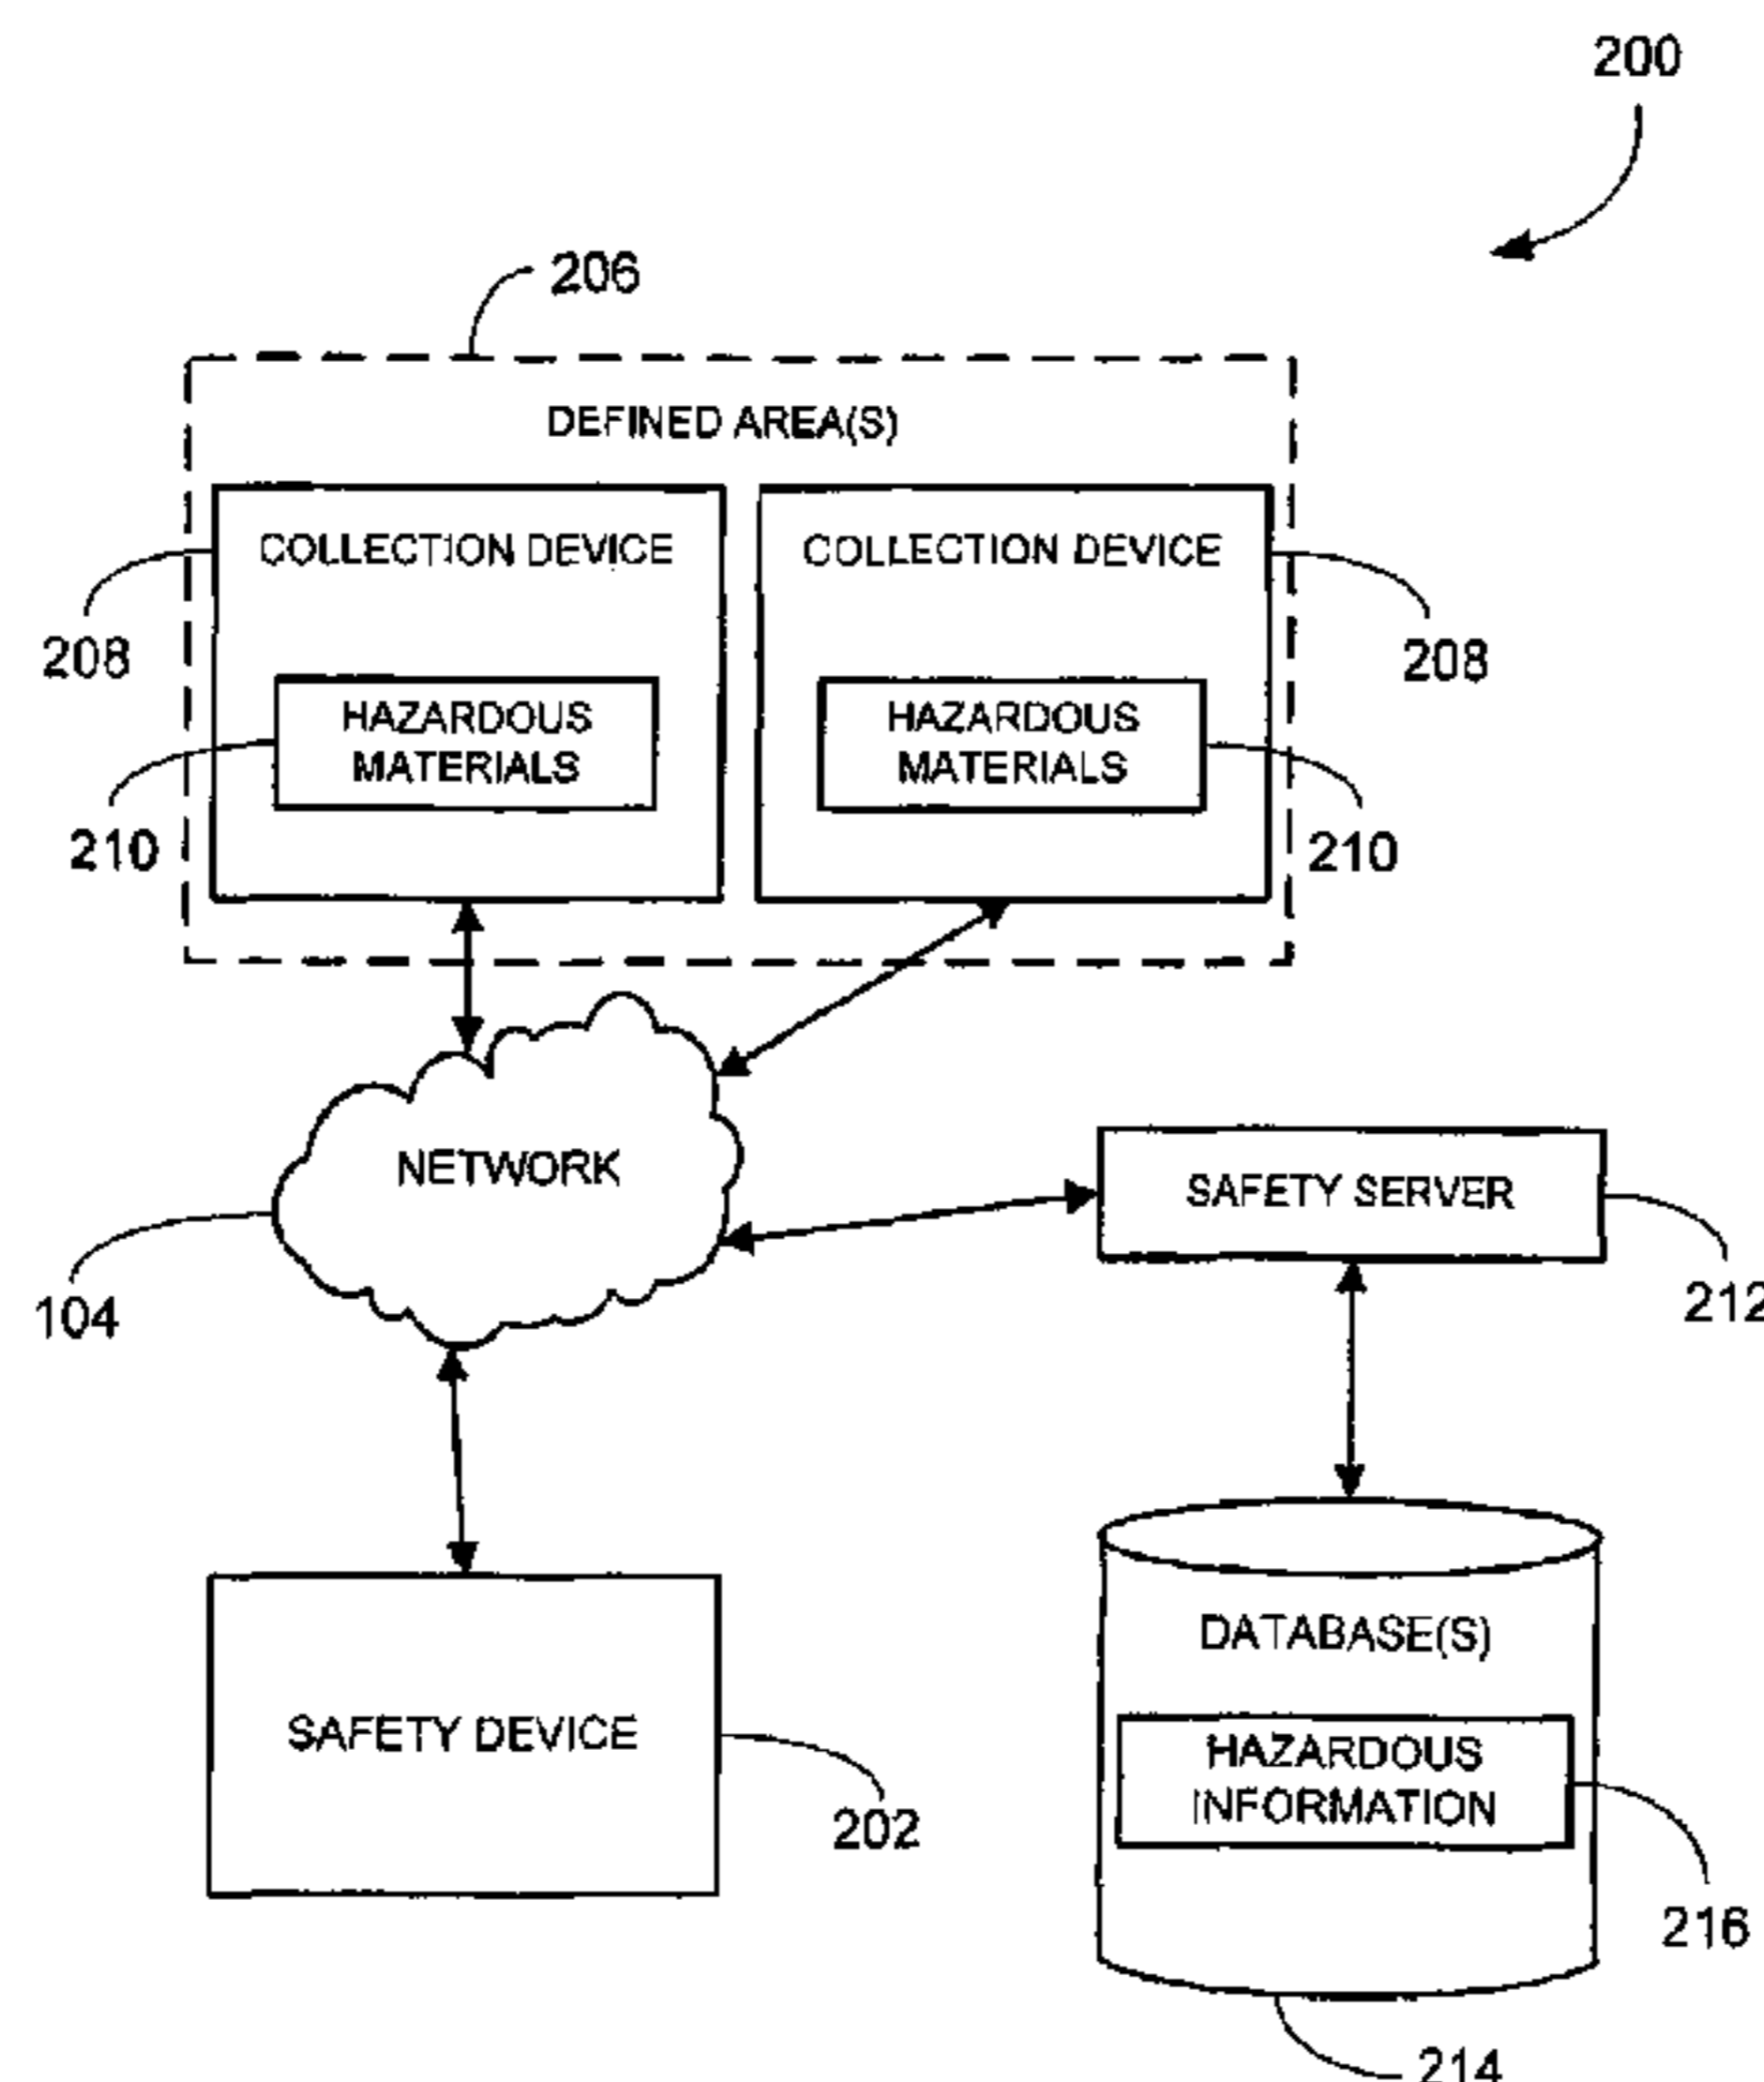 200
206
DEFINED AREA(S)
COLLECTION DEVICE
COLLECTION DEVICE
208
208
HAZARDOUS
MATERIALS
HAZARDOUS
MATERIALS
210
210
NETWORK
SAFETY SERVER
104
212
DATABASE(S)
SAFETY DEVICE
HAZARDOUS
INFORMATION
202
216
214